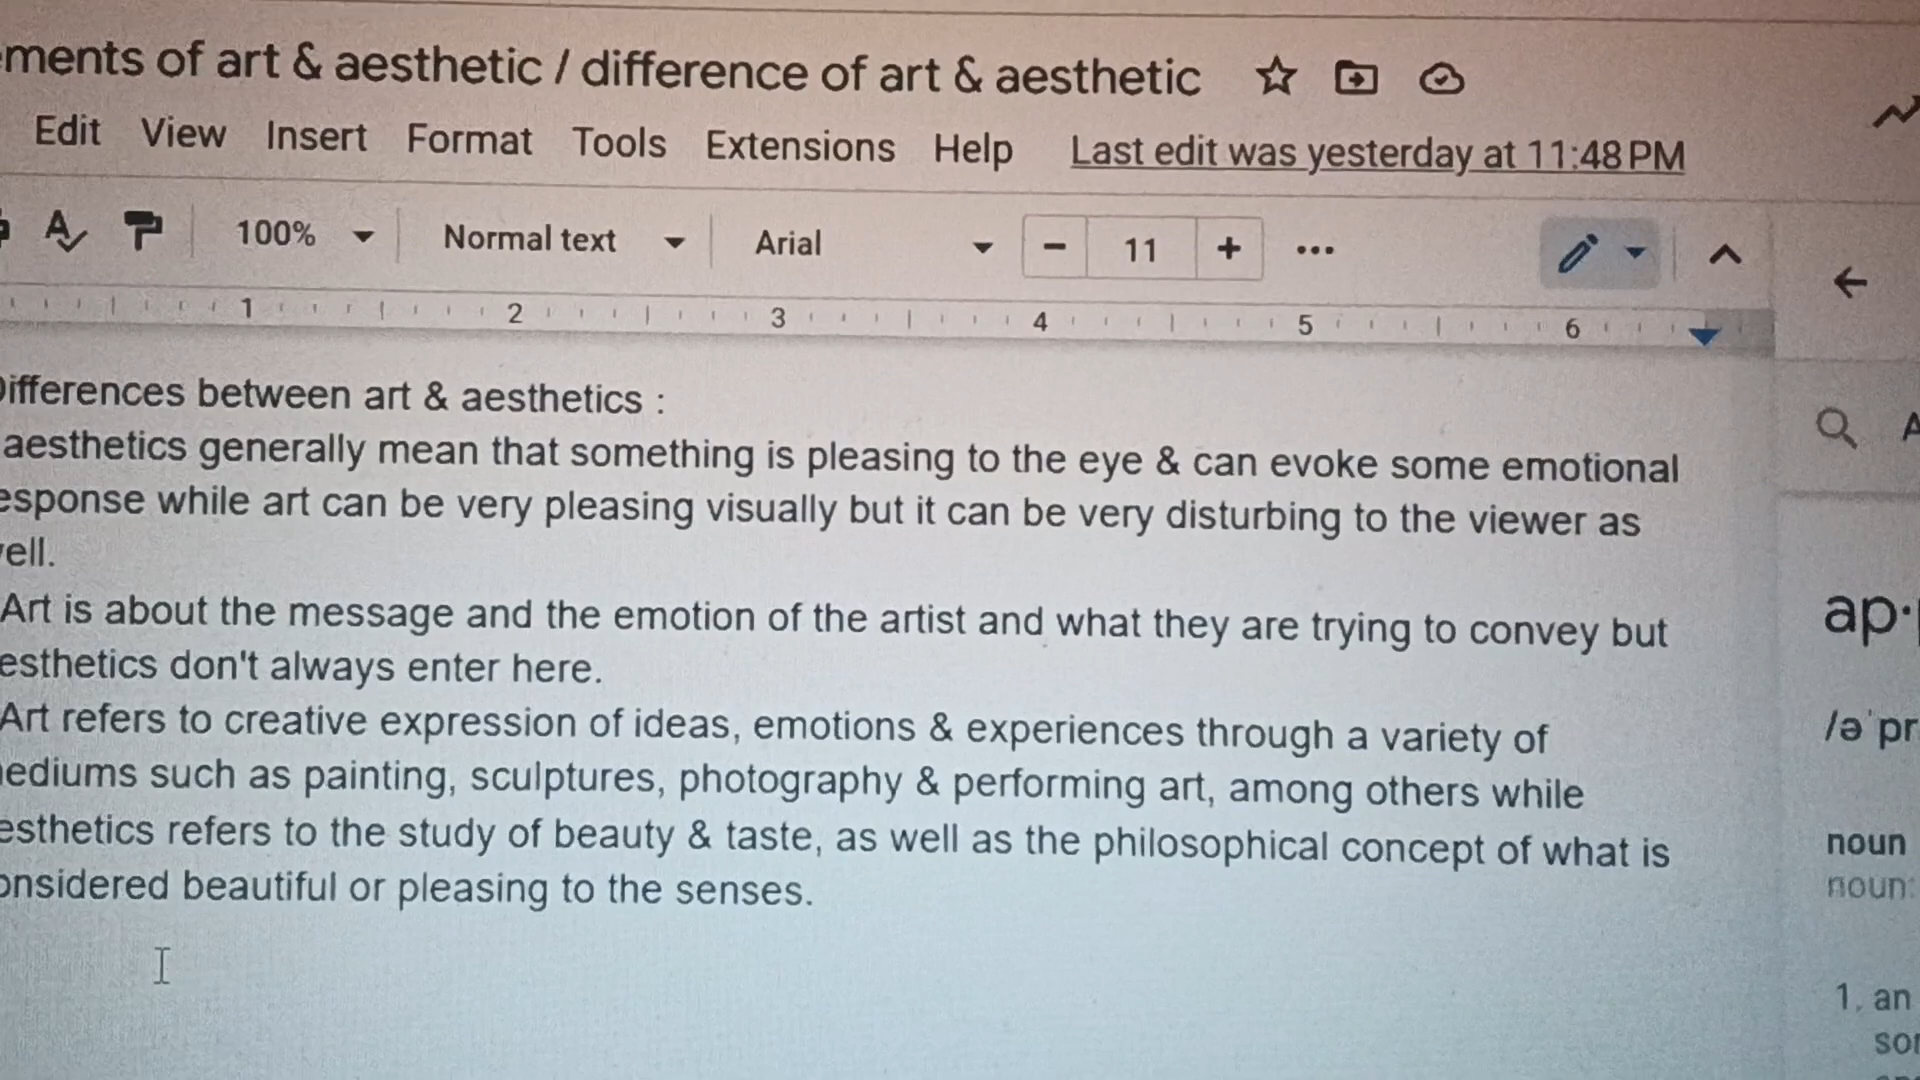 ments of art & aesthetic / difference of art & aesthetic
Edit View Insert Format Tools Extensions Help Last edit was yesterday at 11:48 PM
100% Normal text Arial - 11 +
1 2 3 4 5 6
ifferences between art & aesthetics :
aesthetics generally mean that something is pleasing to the eye & can evoke some emotional
esponse while art can be very pleasing visually but it can be very disturbing to the viewer as
ell.
Art is about the message and the emotion of the artist and what they are trying to convey but
esthetics don't always enter here.
Art refers to creative expression of ideas, emotions & experiences through a variety of
ediums such as painting, sculptures, photography & performing art, among others while
esthetics refers to the study of beauty & taste, as well as the philosophical concept of what is
onsidered beautiful or pleasing to the senses.
A
ap·
/əˈpr
noun
noun:
1. an